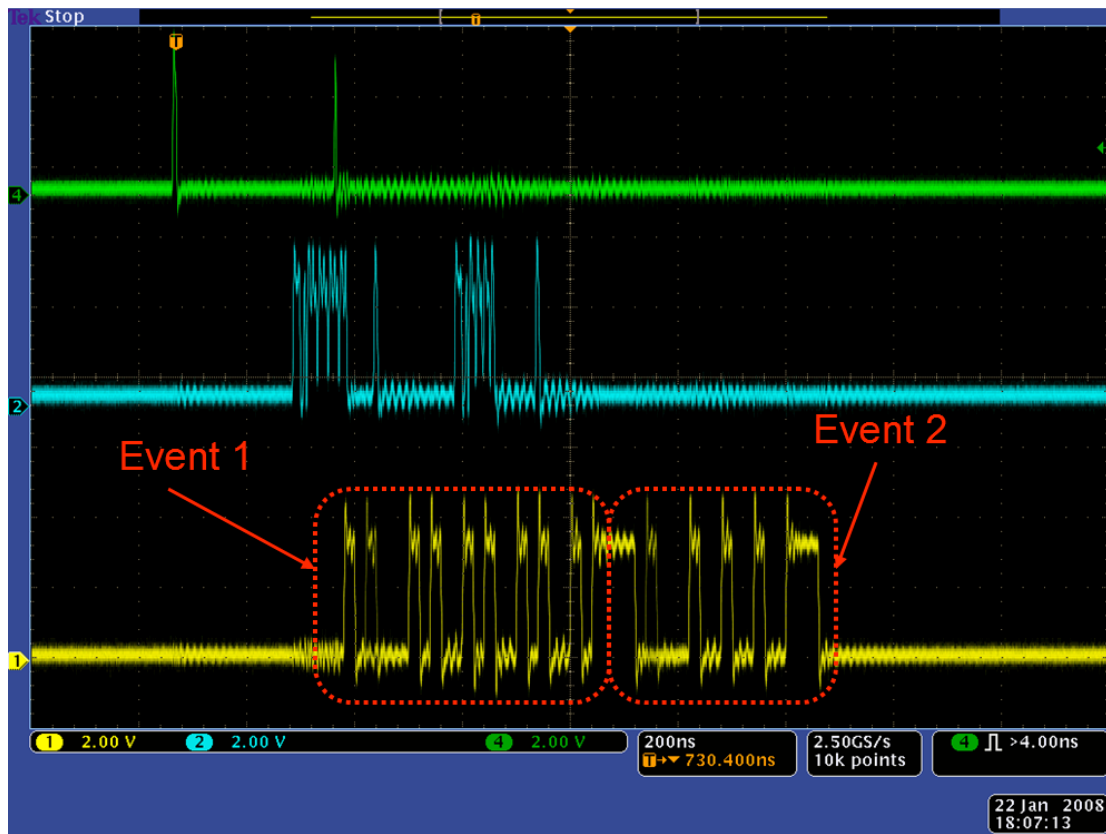 Tek Stop
T
T
4
2
Event 1
Event 2
1
1 2.00 V 2 2.00 V 4 2.00 V
200ns
T→▼ 730.400ns
2.50GS/s
10k points
4 >4.00ns
22 Jan 2008
18:07:13